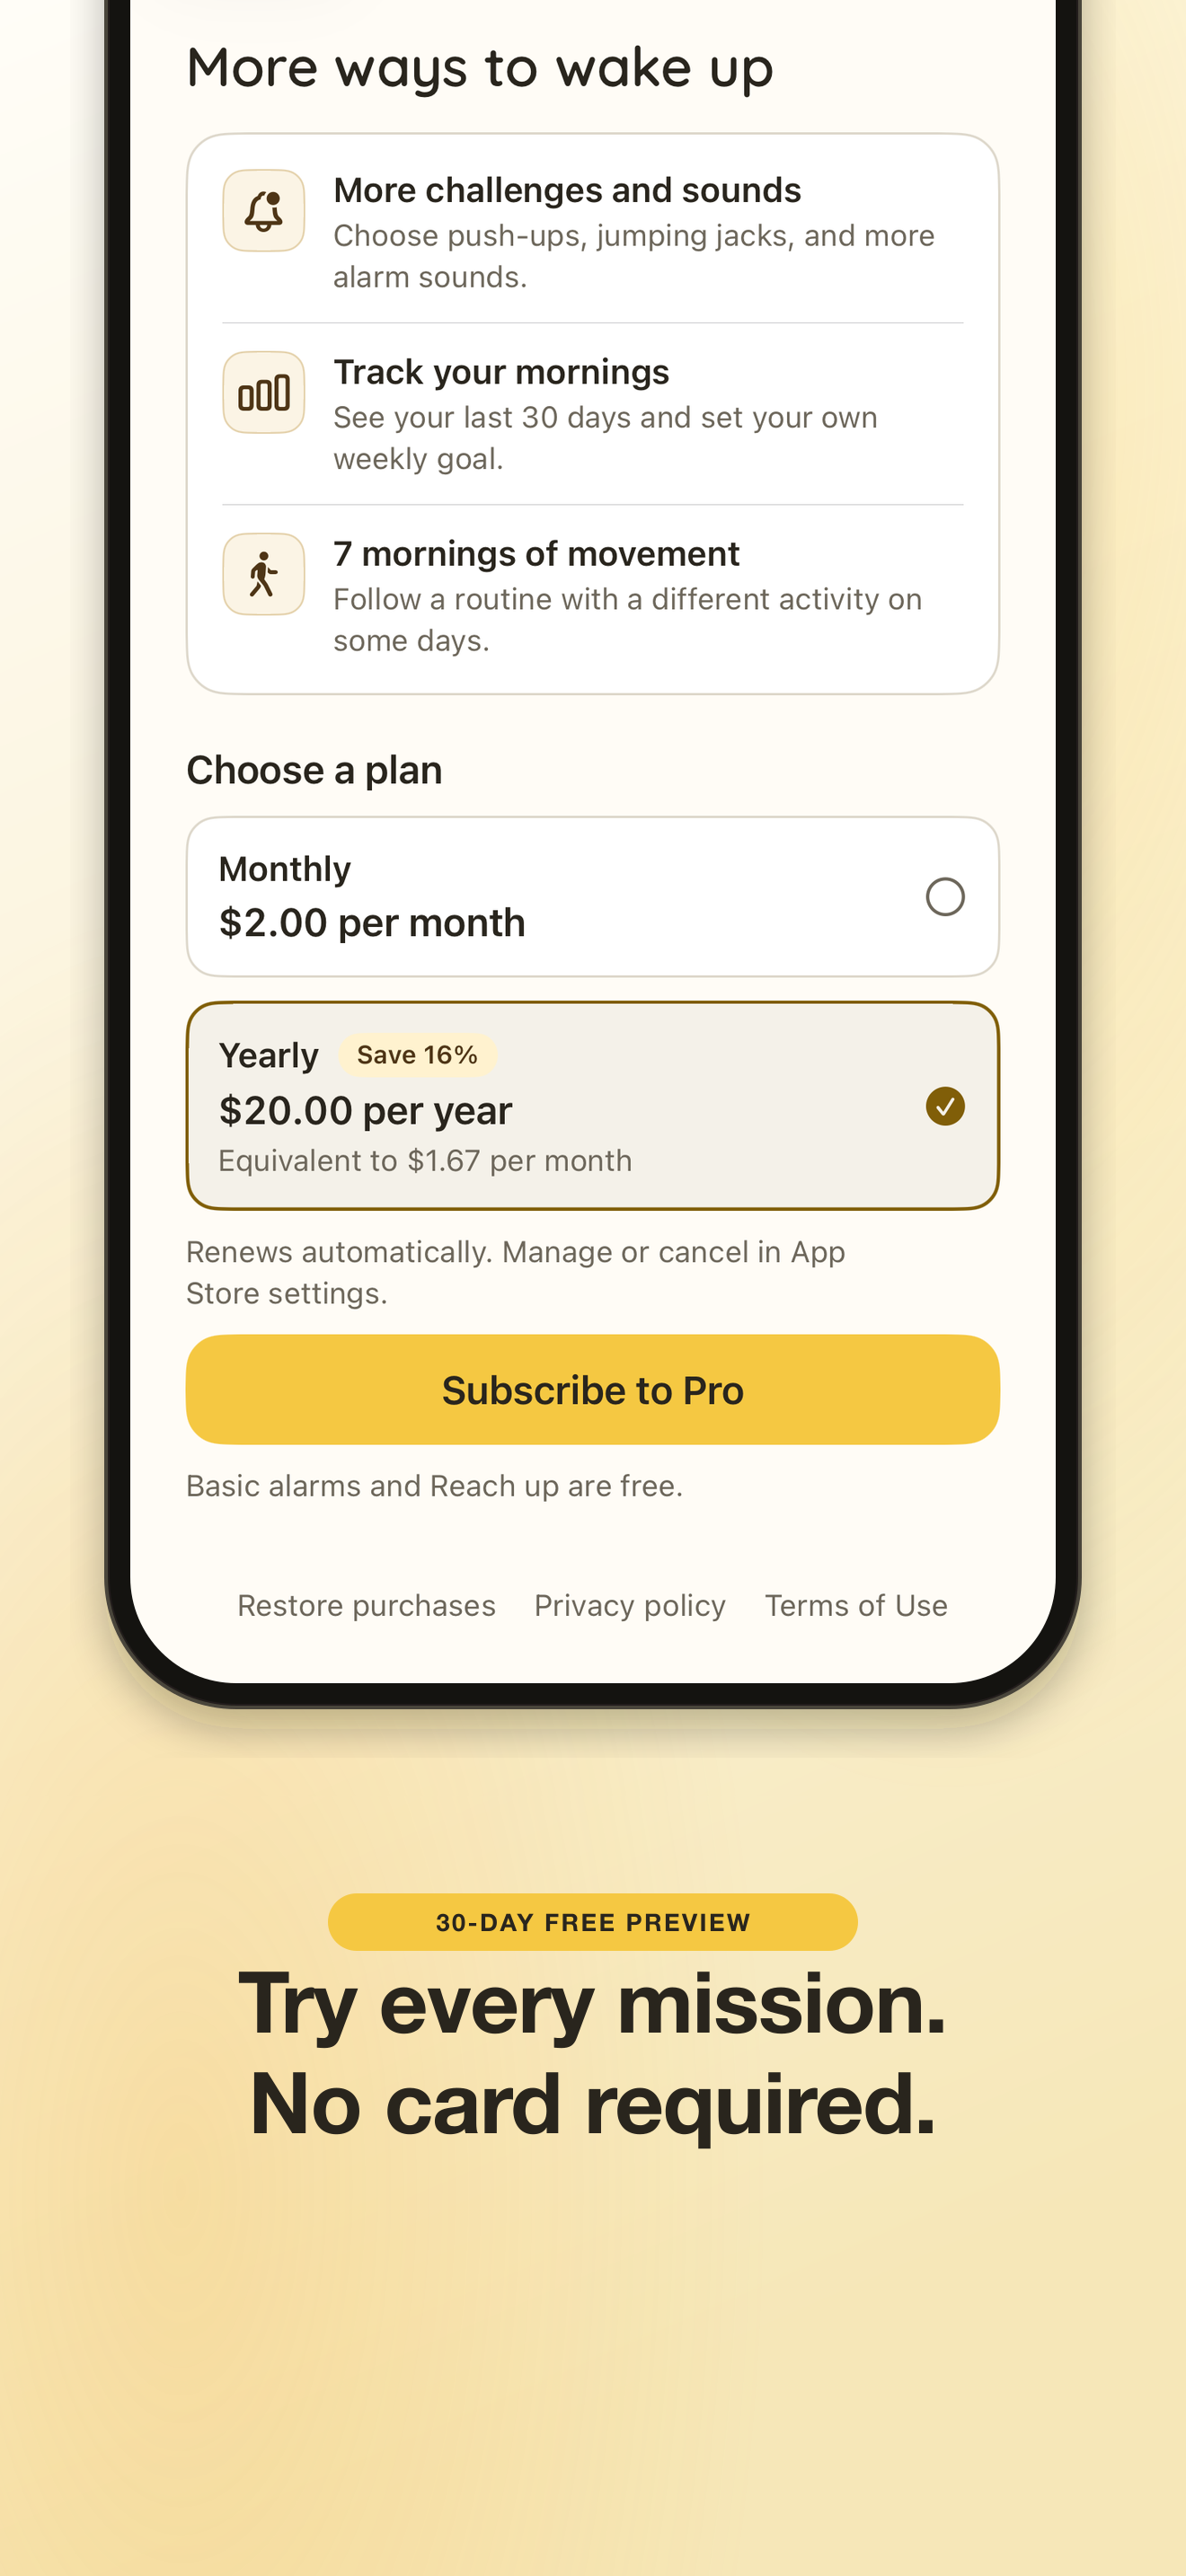 More ways to wake up
More challenges and sounds
Choose push-ups, jumping jacks, and more
alarm sounds.
Track your mornings
See your last 30 days and set your own
weekly goal.
7 mornings of movement
Follow a routine with a different activity on
some days.
Choose a plan
Monthly
$2.00 per month
Yearly Save 16%
$20.00 per year
Equivalent to $1.67 per month
Renews automatically. Manage or cancel in App
Store settings.
Subscribe to Pro
Basic alarms and Reach up are free.
Restore purchases Privacy policy Terms of Use
30-DAY FREE PREVIEW
Try every mission.
No card required.